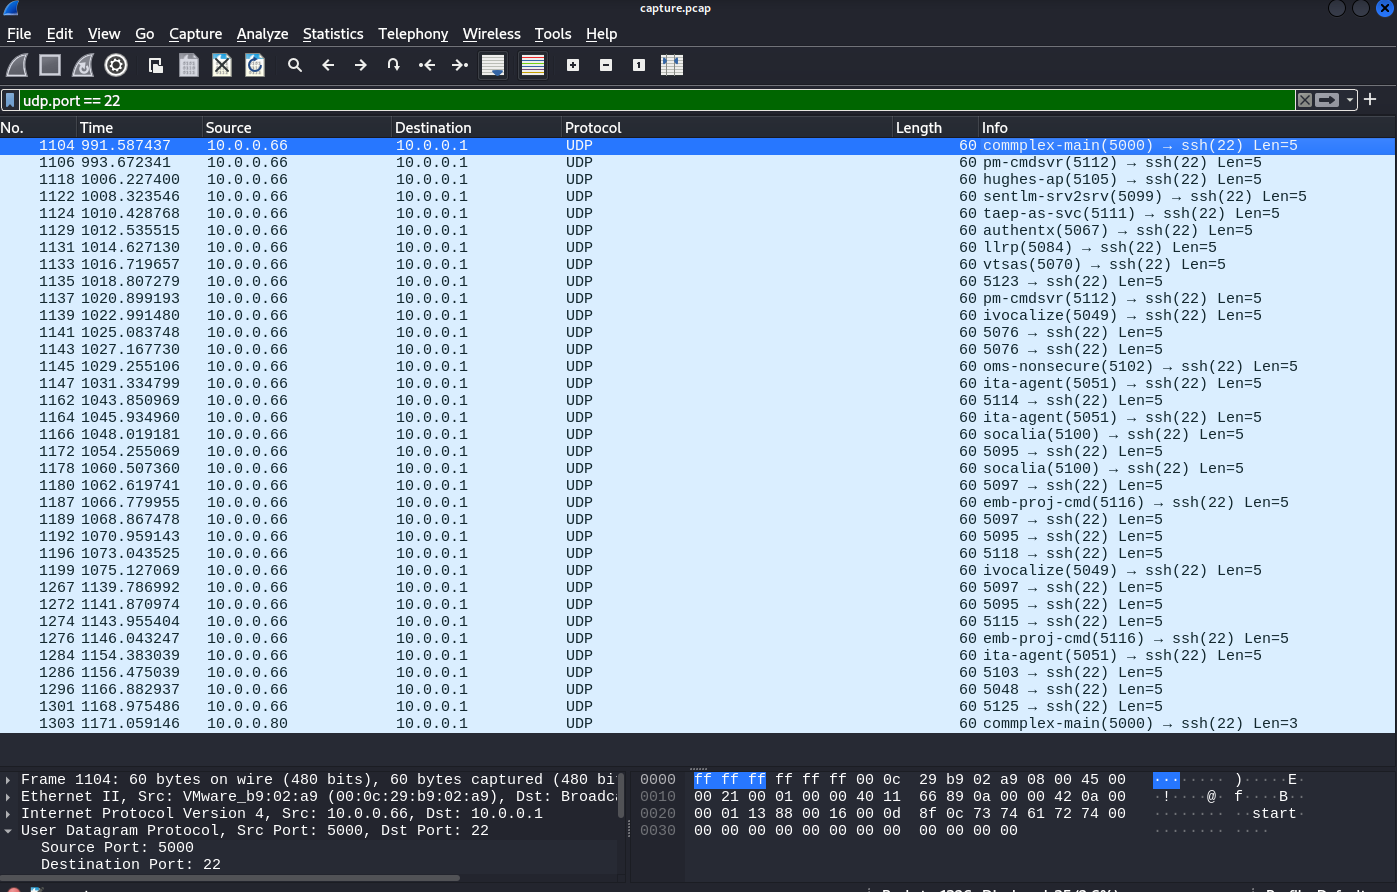 capture.pcap
File Edit View Go Capture Analyze Statistics Telephony Wireless Tools Help
udp.port == 22
No. Time Source Destination Protocol Length Info
1104 991.587437 10.0.0.66 10.0.0.1 UDP 60 commplex-main(5000) → ssh(22) Len=5
1106 993.672341 10.0.0.66 10.0.0.1 UDP 60 pm-cmdsvr(5112) → ssh(22) Len=5
1118 1006.227400 10.0.0.66 10.0.0.1 UDP 60 hughes-ap(5105) → ssh(22) Len=5
1122 1008.323546 10.0.0.66 10.0.0.1 UDP 60 sentlm-srv2srv(5099) → ssh(22) Len=5
1124 1010.428768 10.0.0.66 10.0.0.1 UDP 60 taep-as-svc(5111) → ssh(22) Len=5
1129 1012.535515 10.0.0.66 10.0.0.1 UDP 60 authentx(5067) → ssh(22) Len=5
1131 1014.627130 10.0.0.66 10.0.0.1 UDP 60 llrp(5084) → ssh(22) Len=5
1133 1016.719657 10.0.0.66 10.0.0.1 UDP 60 vtsas(5070) → ssh(22) Len=5
1135 1018.807279 10.0.0.66 10.0.0.1 UDP 60 5123 → ssh(22) Len=5
1137 1020.899193 10.0.0.66 10.0.0.1 UDP 60 pm-cmdsvr(5112) → ssh(22) Len=5
1139 1022.991480 10.0.0.66 10.0.0.1 UDP 60 ivocalize(5049) → ssh(22) Len=5
1141 1025.083748 10.0.0.66 10.0.0.1 UDP 60 5076 → ssh(22) Len=5
1143 1027.167730 10.0.0.66 10.0.0.1 UDP 60 5076 → ssh(22) Len=5
1145 1029.255106 10.0.0.66 10.0.0.1 UDP 60 oms-nonsecure(5102) → ssh(22) Len=5
1147 1031.334799 10.0.0.66 10.0.0.1 UDP 60 ita-agent(5051) → ssh(22) Len=5
1162 1043.850969 10.0.0.66 10.0.0.1 UDP 60 5114 → ssh(22) Len=5
1164 1045.934960 10.0.0.66 10.0.0.1 UDP 60 ita-agent(5051) → ssh(22) Len=5
1166 1048.019181 10.0.0.66 10.0.0.1 UDP 60 socalia(5100) → ssh(22) Len=5
1172 1054.255069 10.0.0.66 10.0.0.1 UDP 60 5095 → ssh(22) Len=5
1178 1060.507360 10.0.0.66 10.0.0.1 UDP 60 socalia(5100) → ssh(22) Len=5
1180 1062.619741 10.0.0.66 10.0.0.1 UDP 60 5097 → ssh(22) Len=5
1187 1066.779955 10.0.0.66 10.0.0.1 UDP 60 emb-proj-cmd(5116) → ssh(22) Len=5
1189 1068.867478 10.0.0.66 10.0.0.1 UDP 60 5097 → ssh(22) Len=5
1192 1070.959143 10.0.0.66 10.0.0.1 UDP 60 5095 → ssh(22) Len=5
1196 1073.043525 10.0.0.66 10.0.0.1 UDP 60 5118 → ssh(22) Len=5
1199 1075.127069 10.0.0.66 10.0.0.1 UDP 60 ivocalize(5049) → ssh(22) Len=5
1267 1139.786992 10.0.0.66 10.0.0.1 UDP 60 5097 → ssh(22) Len=5
1272 1141.870974 10.0.0.66 10.0.0.1 UDP 60 5095 → ssh(22) Len=5
1274 1143.955404 10.0.0.66 10.0.0.1 UDP 60 5115 → ssh(22) Len=5
1276 1146.043247 10.0.0.66 10.0.0.1 UDP 60 emb-proj-cmd(5116) → ssh(22) Len=5
1284 1154.383039 10.0.0.66 10.0.0.1 UDP 60 ita-agent(5051) → ssh(22) Len=5
1286 1156.475039 10.0.0.66 10.0.0.1 UDP 60 5103 → ssh(22) Len=5
1296 1166.882937 10.0.0.66 10.0.0.1 UDP 60 5048 → ssh(22) Len=5
1301 1168.975486 10.0.0.66 10.0.0.1 UDP 60 5125 → ssh(22) Len=5
1303 1171.059146 10.0.0.80 10.0.0.1 UDP 60 commplex-main(5000) → ssh(22) Len=3
Frame 1104: 60 bytes on wire (480 bits), 60 bytes captured (480 bi
Ethernet II, Src: VMware_b9:02:a9 (00:0c:29:b9:02:a9), Dst: Broadca
Internet Protocol Version 4, Src: 10.0.0.66, Dst: 10.0.0.1
User Datagram Protocol, Src Port: 5000, Dst Port: 22
Source Port: 5000
Destination Port: 22
0000 ff ff ff ff ff ff 00 0c 29 b9 02 a9 08 00 45 00 ········ )·····E·
0010 00 21 00 01 00 00 40 11 66 89 0a 00 00 42 0a 00 ·!····@· f····B··
0020 00 01 13 88 00 16 00 0d 8f 0c 73 74 61 72 74 00 ········ ··start·
0030 00 00 00 00 00 00 00 00 00 00 00 00 ········ ····